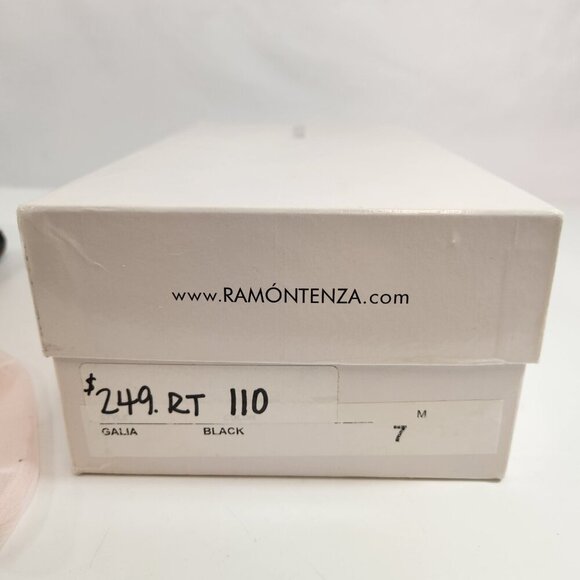 www.RAMÓNTENZA.com
$249. RT 110
M
GALIA BLACK 7